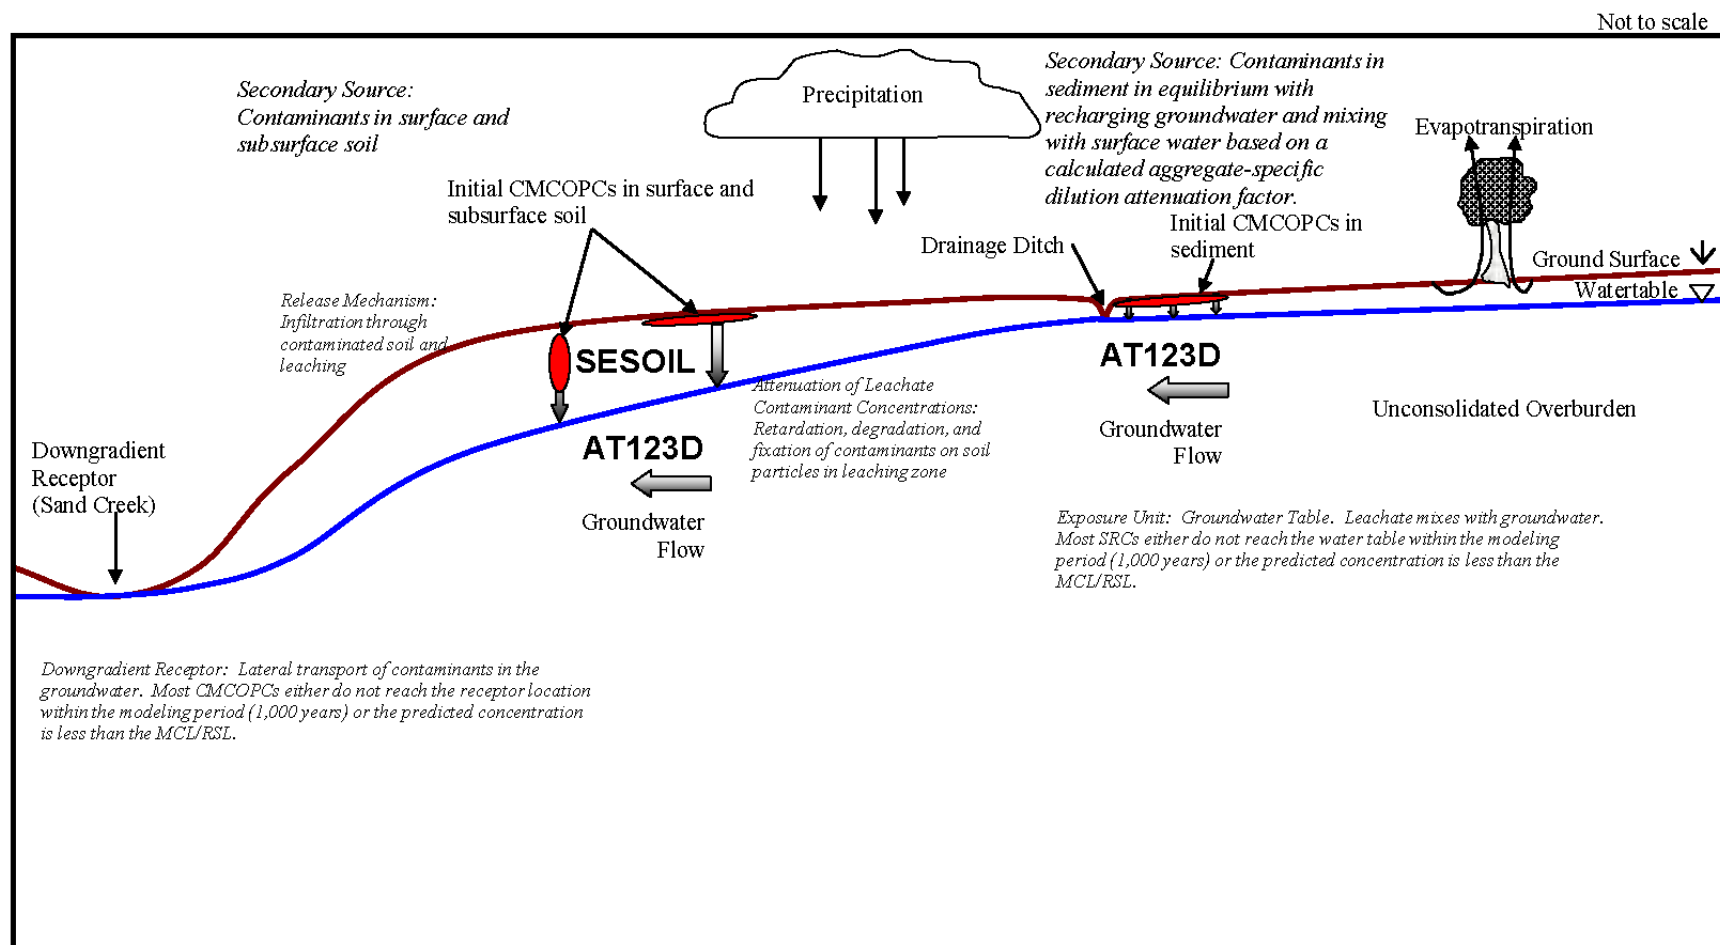 Not to scale
Secondary Source:
Contaminants in surface and
subsurface soil
Precipitation
Secondary Source: Contaminants in
sediment in equilibrium with
recharging groundwater and mixing
with surface water based on a
calculated aggregate-specific
dilution attenuation factor.
Evapotranspiration
Initial CMCOPCs in surface and
subsurface soil
Drainage Ditch
Initial CMCOPCs in
sediment
Ground Surface
Watertable
Release Mechanism:
Infiltration through
contaminated soil and
leaching
SESOIL
AT123D
Groundwater
Flow
Attenuation of Leachate
Contaminant Concentrations:
Retardation, degradation, and
fixation of contaminants on soil
particles in leaching zone
AT123D
Groundwater
Flow
Unconsolidated Overburden
Downgradient
Receptor
(Sand Creek)
Exposure Unit: Groundwater Table. Leachate mixes with groundwater.
Most SRCs either do not reach the water table within the modeling
period (1,000 years) or the predicted concentration is less than the
MCL/RSL.
Downgradient Receptor: Lateral transport of contaminants in the
groundwater. Most CMCOPCs either do not reach the receptor location
within the modeling period (1,000 years) or the predicted concentration
is less than the MCL/RSL.